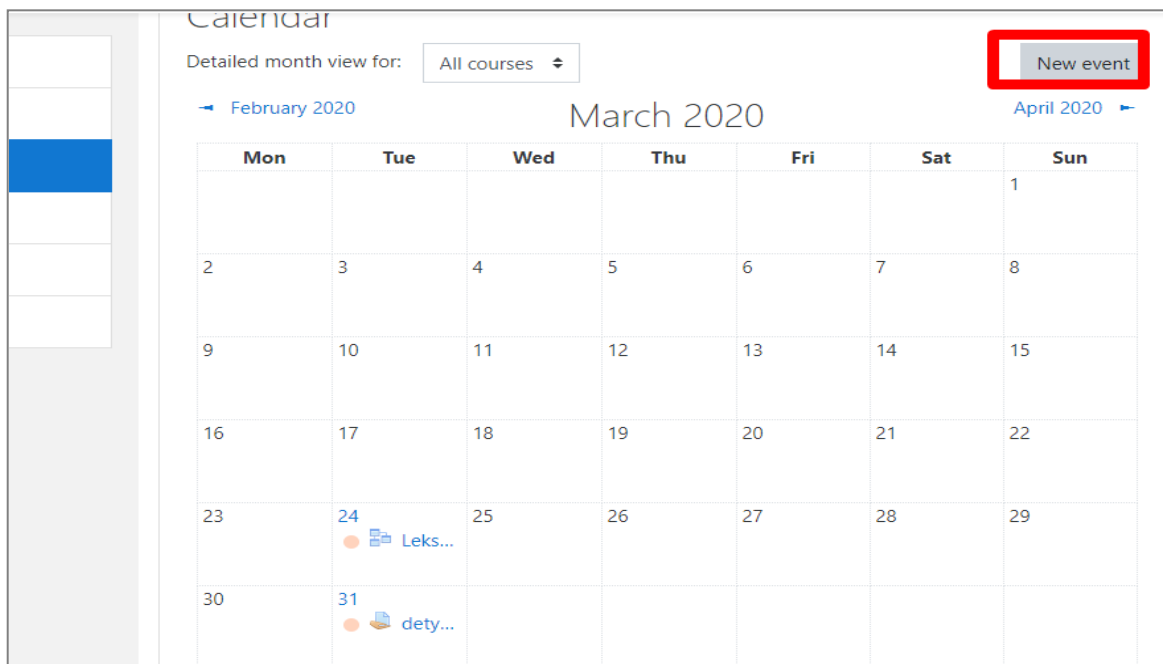 Calendar
Detailed month view for: All courses New event
February 2020 March 2020 April 2020
Mon Tue Wed Thu Fri Sat Sun
1
2 3 4 5 6 7 8
9 10 11 12 13 14 15
16 17 18 19 20 21 22
23 24 25 26 27 28 29
Leks...
30 31
dety...